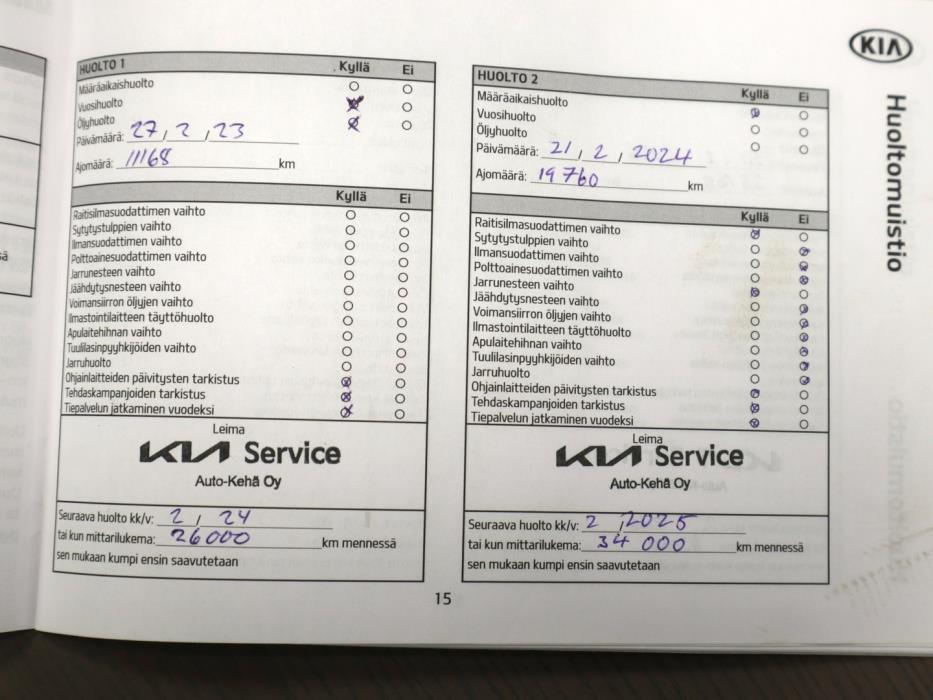 KIA
Huoltomuistio
HUOLTO 1 Kyllä Ei
Määräaikaishuolto
Vuosihuolto
Öljyhuolto
Päivämäärä: 27, 2, 23
Ajomäärä: 11168 km
Kyllä Ei
Raitisilmasuodattimen vaihto
Sytytystulppien vaihto
Ilmansuodattimen vaihto
Polttoainesuodattimen vaihto
Jarrunesteen vaihto
Jäähdytysnesteen vaihto
Voimansiirron öljyjen vaihto
Ilmastointilaitteen täyttöhuolto
Apulaitehihnan vaihto
Tuulilasinpyyhkijöiden vaihto
Jarruhuolto
Ohjainlaitteiden päivitysten tarkistus
Tehdaskampanjoiden tarkistus
Tiepalvelun jatkaminen vuodeksi
Leima
KIA Service
Auto-Kehä Oy
Seuraava huolto kk/v: 2, 24
tai kun mittarilukema: 26000 km mennessä
sen mukaan kumpi ensin saavutetaan
HUOLTO 2 Kyllä Ei
Määräaikaishuolto
Vuosihuolto
Öljyhuolto
Päivämäärä: 21, 2, 2024
Ajomäärä: 19760 km
Kyllä Ei
Raitisilmasuodattimen vaihto
Sytytystulppien vaihto
Ilmansuodattimen vaihto
Polttoainesuodattimen vaihto
Jarrunesteen vaihto
Jäähdytysnesteen vaihto
Voimansiirron öljyjen vaihto
Ilmastointilaitteen täyttöhuolto
Apulaitehihnan vaihto
Tuulilasinpyyhkijöiden vaihto
Jarruhuolto
Ohjainlaitteiden päivitysten tarkistus
Tehdaskampanjoiden tarkistus
Tiepalvelun jatkaminen vuodeksi
Leima
KIA Service
Auto-Kehä Oy
Seuraava huolto kk/v: 2, 2025
tai kun mittarilukema: 34 000 km mennessä
sen mukaan kumpi ensin saavutetaan
15